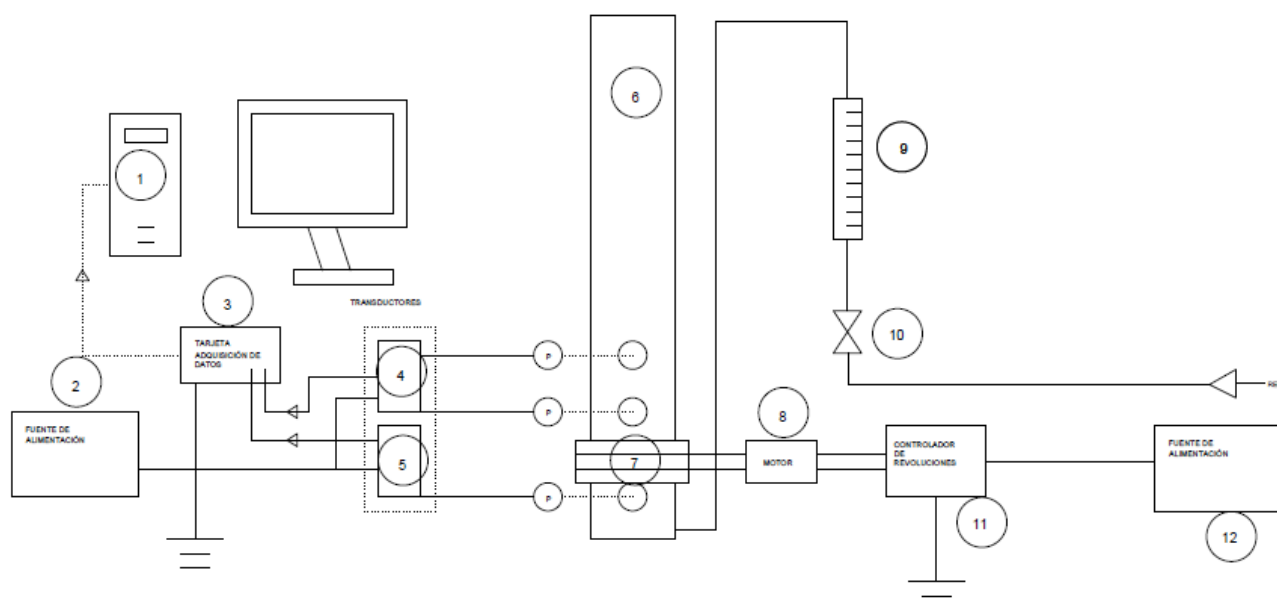 6
9
1
TRANSDUCTORES
3
TARJETA
ADQUISICIÓN DE
DATOS
10
2
4
P
RE
P
8
FUENTE DE
ALIMENTACIÓN
5
7
MOTOR
CONTROLADOR
DE
REVOLUCIONES
FUENTE DE
ALIMENTACIÓN
P
11
12